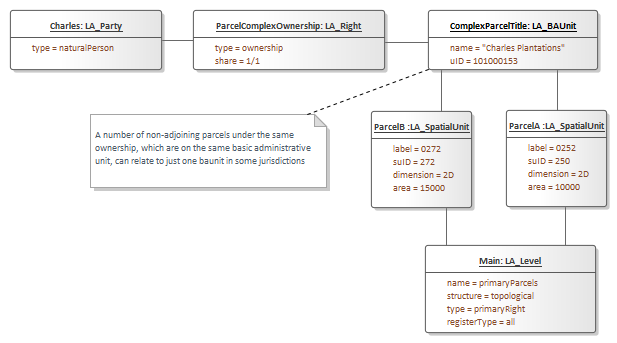 Charles: LA_Party
type = naturalPerson
ParcelComplexOwnership: LA_Right
type = ownership
share = 1/1
ComplexParcelTitle: LA_BAUnit
name = "Charles Plantations"
uID = 101000153
A number of non-adjoining parcels under the same
ownership, which are on the same basic administrative
unit, can relate to just one baunit in some jurisdictions
ParcelB :LA_SpatialUnit
label = 0272
suID = 272
dimension = 2D
area = 15000
ParcelA :LA_SpatialUnit
label = 0252
suID = 250
dimension = 2D
area = 10000
Main: LA_Level
name = primaryParcels
structure = topological
type = primaryRight
registerType = all